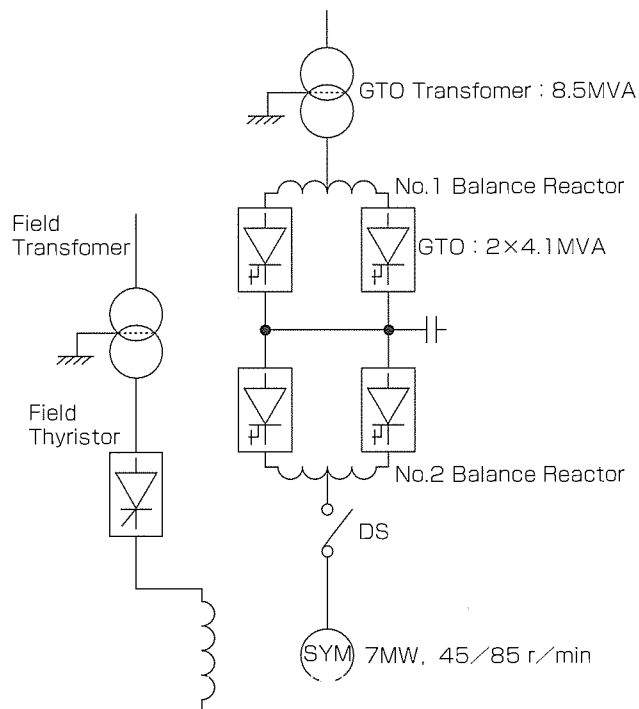 GTO Transfomer : 8.5MVA
No.1 Balance Reactor
Field
Transfomer
GTO : 2×4.1MVA
Field
Thyristor
No.2 Balance Reactor
DS
SYM 7MW, 45/85 r/min